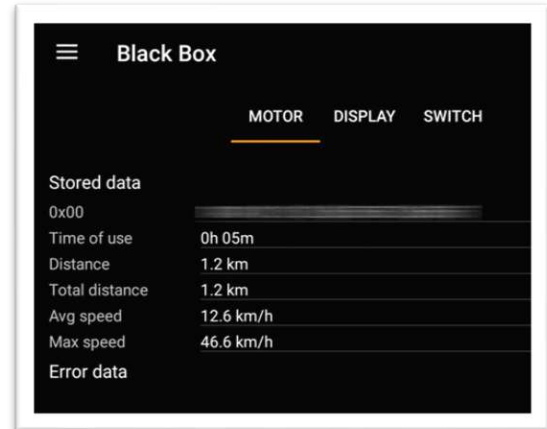 Black Box
MOTOR DISPLAY SWITCH
Stored data
0x00
Time of use 0h 05m
Distance 1.2 km
Total distance 1.2 km
Avg speed 12.6 km/h
Max speed 46.6 km/h
Error data